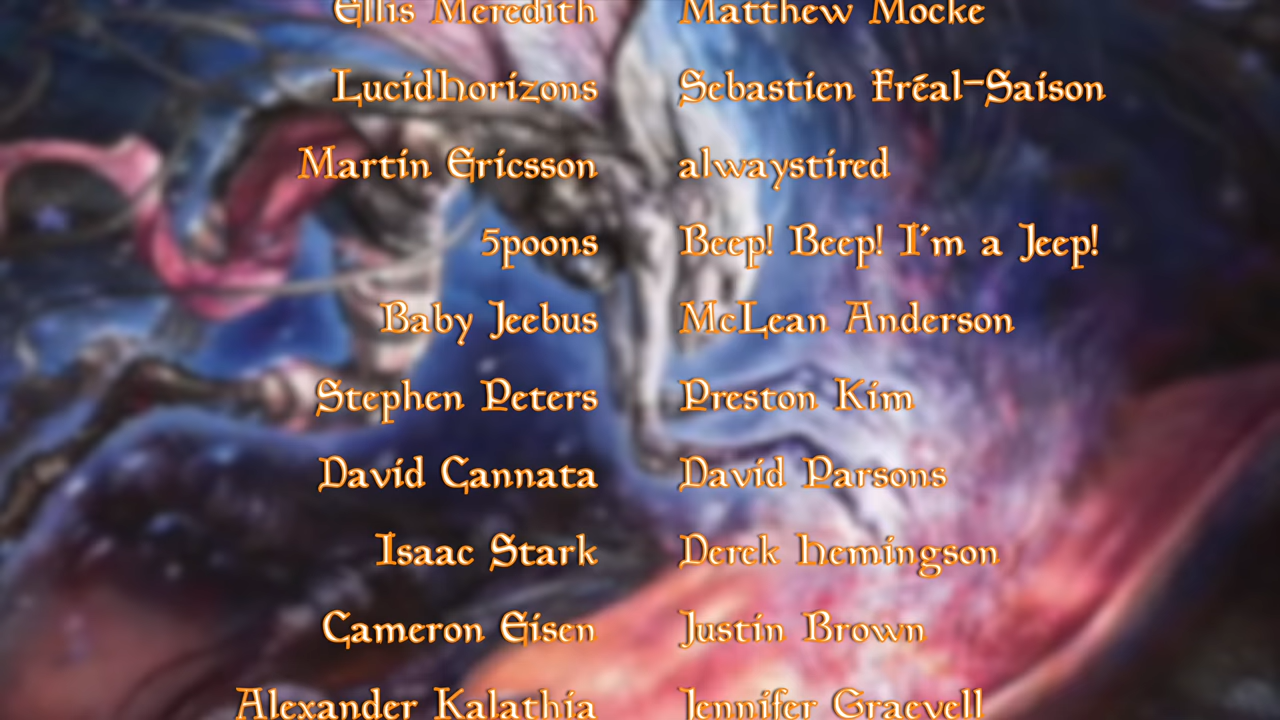 Ellis Meredith Matthew Mocke
Lucidhorizons Sebastien Fréal-Saison
Martin Ericsson alwaystired
5poons Beep! Beep! I'm a Jeep!
Baby Jeebus McLean Anderson
Stephen Peters Preston Kim
David Cannata David Parsons
Isaac Stark Derek Hemingson
Cameron Eisen Justin Brown
Alexander Kalathia Jennifer Graevell